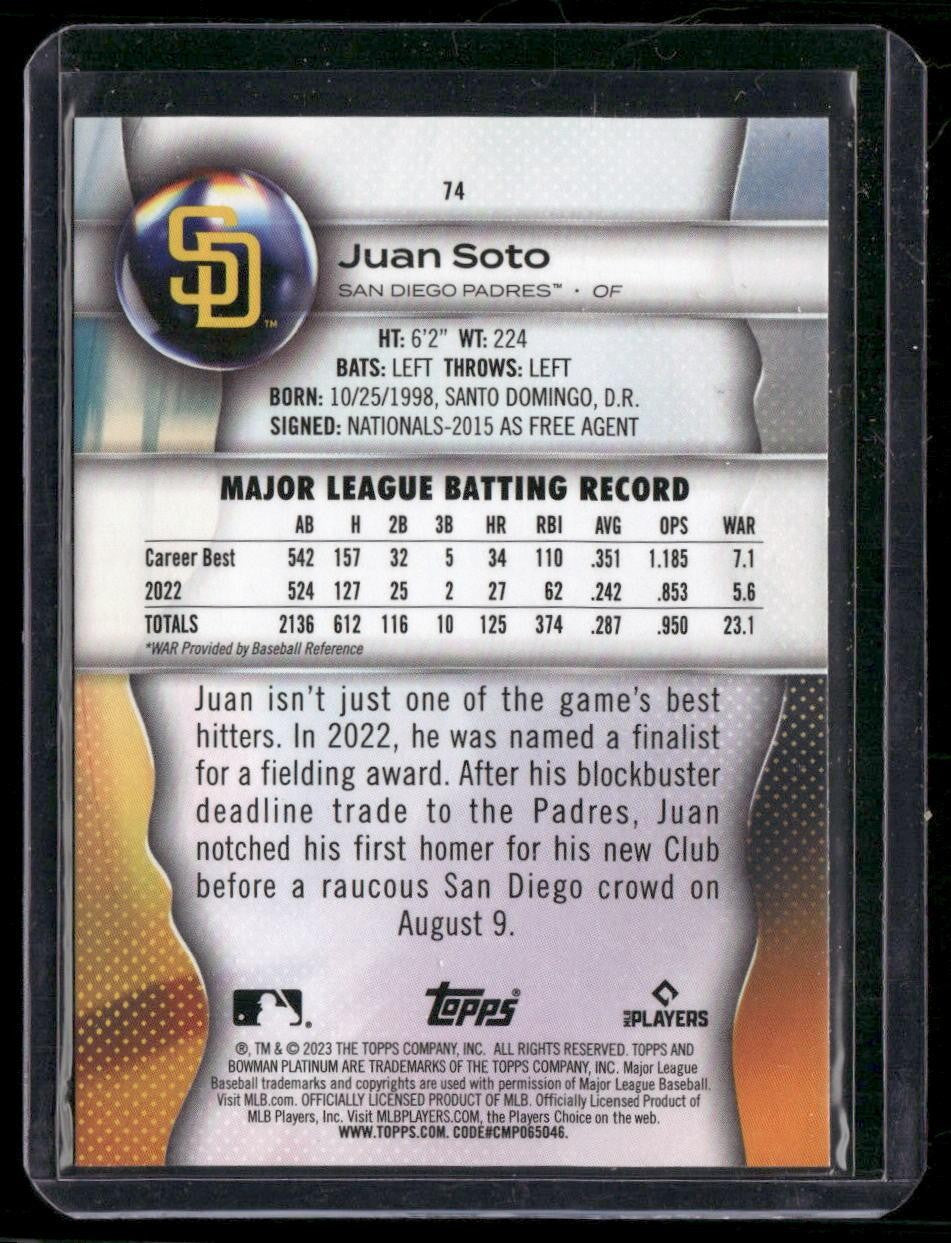 74
SD™
Juan Soto
SAN DIEGO PADRES™ · OF
HT: 6'2" WT: 224
BATS: LEFT THROWS: LEFT
BORN: 10/25/1998, SANTO DOMINGO, D.R.
SIGNED: NATIONALS-2015 AS FREE AGENT
MAJOR LEAGUE BATTING RECORD
AB H 2B 3B HR RBI AVG OPS WAR
Career Best 542 157 32 5 34 110 .351 1.185 7.1
2022 524 127 25 2 27 62 .242 .853 5.6
TOTALS 2136 612 116 10 125 374 .287 .950 23.1
*WAR Provided by Baseball Reference
Juan isn't just one of the game's best
hitters. In 2022, he was named a finalist
for a fielding award. After his blockbuster
deadline trade to the Padres, Juan
notched his first homer for his new Club
before a raucous San Diego crowd on
August 9.
topps® MLB PLAYERS
®, TM & © 2023 THE TOPPS COMPANY, INC. ALL RIGHTS RESERVED. TOPPS AND
BOWMAN PLATINUM ARE TRADEMARKS OF THE TOPPS COMPANY, INC. Major League
Baseball trademarks and copyrights are used with permission of Major League Baseball.
Visit MLB.com. OFFICIALLY LICENSED PRODUCT OF MLB. Officially Licensed Product of
MLB Players, Inc. Visit MLBPLAYERS.COM, the Players Choice on the web.
WWW.TOPPS.COM. CODE#CMP065046.